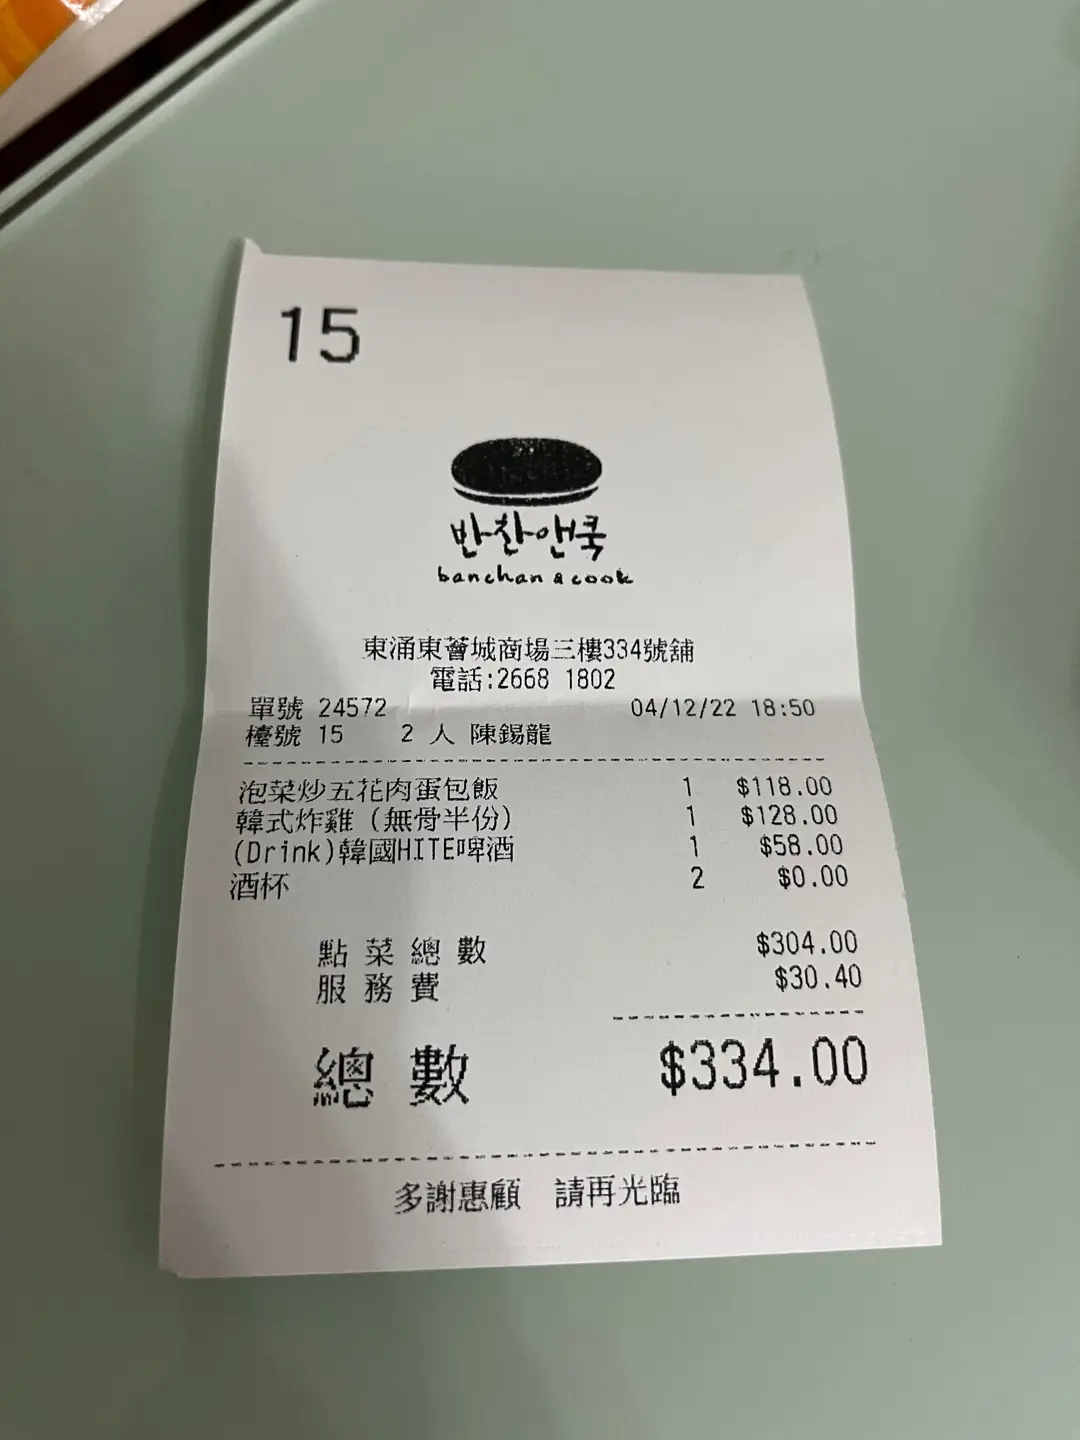 15
반찬앤쿡
banchan & cook
東涌東薈城商場三樓334號舖
電話:2668 1802
單號 24572 04/12/22 18:50
檯號 15 2 人 陳錫龍
泡菜炒五花肉蛋包飯 1 $118.00
韓式炸雞(無骨半份) 1 $128.00
(Drink)韓國HITE啤酒 1 $58.00
酒杯 2 $0.00
點菜總數 $304.00
服務費 $30.40
總數 $334.00
多謝惠顧 請再光臨